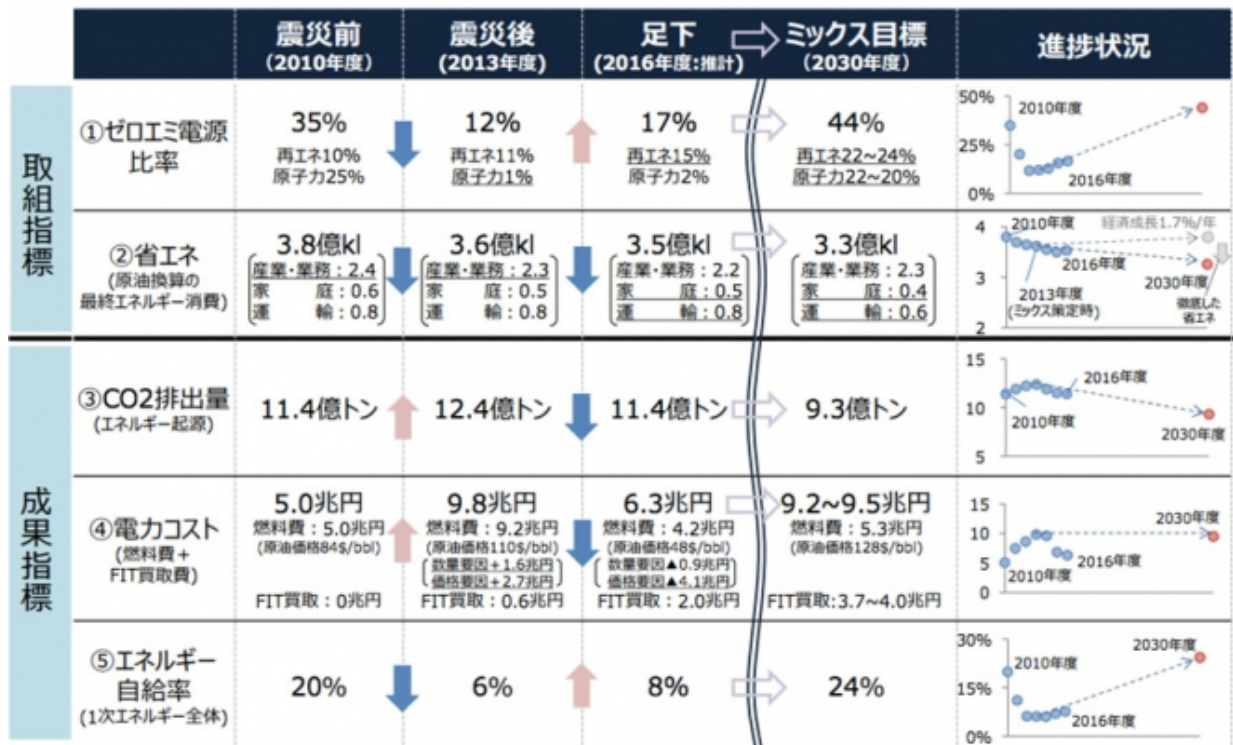 震災前
(2010年度)
震災後
(2013年度)
足下
(2016年度:推計)
ミックス目標
(2030年度)
進捗状況
取組指標
①ゼロエミ電源
比率
35%
再エネ10%
原子力25%
12%
再エネ11%
原子力1%
17%
再エネ15%
原子力2%
44%
再エネ22~24%
原子力22~20%
50%
25%
0%
2010年度
2016年度
②省エネ
(原油換算の
最終エネルギー消費)
3.8億kl
産業・業務:2.4
家 庭:0.6
運 輸:0.8
3.6億kl
産業・業務:2.3
家 庭:0.5
運 輸:0.8
3.5億kl
産業・業務:2.2
家 庭:0.5
運 輸:0.8
3.3億kl
産業・業務:2.3
家 庭:0.4
運 輸:0.6
4
3
2
2010年度
経済成長1.7%/年
2016年度
2030年度
2013年度
(ミックス策定時)
徹底した
省エネ
成果指標
③CO2排出量
(エネルギー起源)
11.4億トン
12.4億トン
11.4億トン
9.3億トン
15
10
5
2016年度
2010年度
2030年度
④電力コスト
(燃料費+
FIT買取費)
5.0兆円
燃料費:5.0兆円
(原油価格84$/bbl)
FIT買取:0兆円
9.8兆円
燃料費:9.2兆円
(原油価格110$/bbl)
数量要因+1.6兆円
価格要因+2.7兆円
FIT買取:0.6兆円
6.3兆円
燃料費:4.2兆円
(原油価格48$/bbl)
数量要因▲0.9兆円
価格要因▲4.1兆円
FIT買取:2.0兆円
9.2~9.5兆円
燃料費:5.3兆円
(原油価格128$/bbl)
FIT買取:3.7~4.0兆円
15
10
5
0
2030年度
2010年度
2016年度
⑤エネルギー
自給率
(1次エネルギー全体)
20%
6%
8%
24%
30%
15%
0%
2010年度
2030年度
2016年度